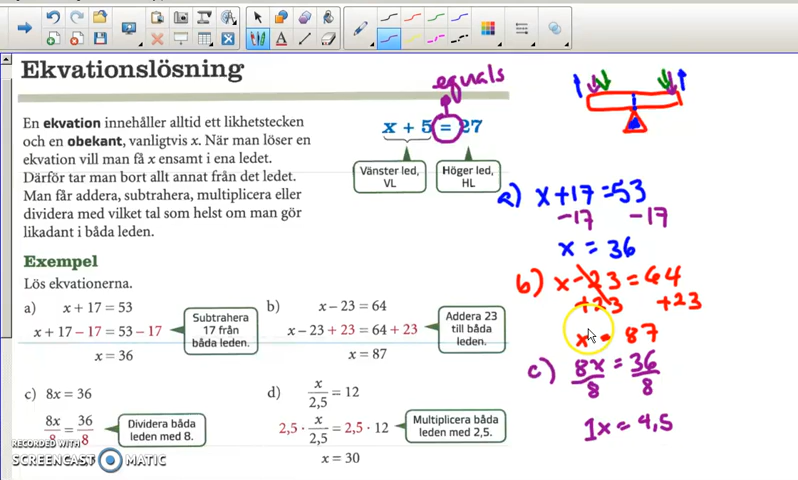 Ekvationslösning
En ekvation innehåller alltid ett likhetstecken
och en obekant, vanligtvis x. När man löser en
ekvation vill man få x ensamt i ena ledet.
Därför tar man bort allt annat från det ledet.
Man får addera, subtrahera, multiplicera eller
dividera med vilket tal som helst om man gör
likadant i båda leden.
equals
x + 5 = 27
Vänster led,
VL
Höger led,
HL
Exempel
Lös ekvationerna.
a) x + 17 = 53
x + 17 − 17 = 53 − 17
x = 36
Subtrahera
17 från
båda leden.
b) x − 23 = 64
x − 23 + 23 = 64 + 23
x = 87
Addera 23
till båda
leden.
c) 8x = 36
8x/8 = 36/8
Dividera båda
leden med 8.
d) x/2,5 = 12
2,5 · x/2,5 = 2,5 · 12
x = 30
Multiplicera båda
leden med 2,5.
a) x+17=53
−17 −17
x = 36
b) x−23=64
+23 +23
x = 87
c) 8x/8 = 36/8
1x = 4,5
RECORDED WITH
SCREENCAST MATIC